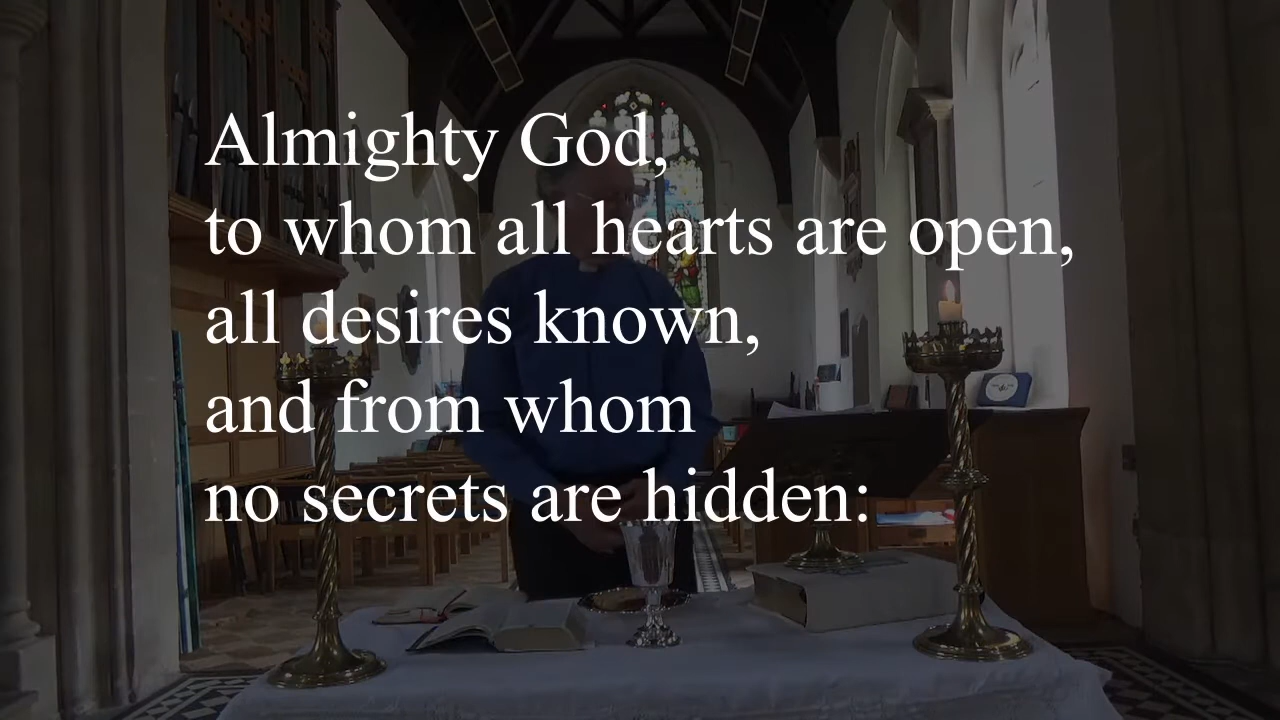 Almighty God,
to whom all hearts are open,
all desires known,
and from whom
no secrets are hidden: